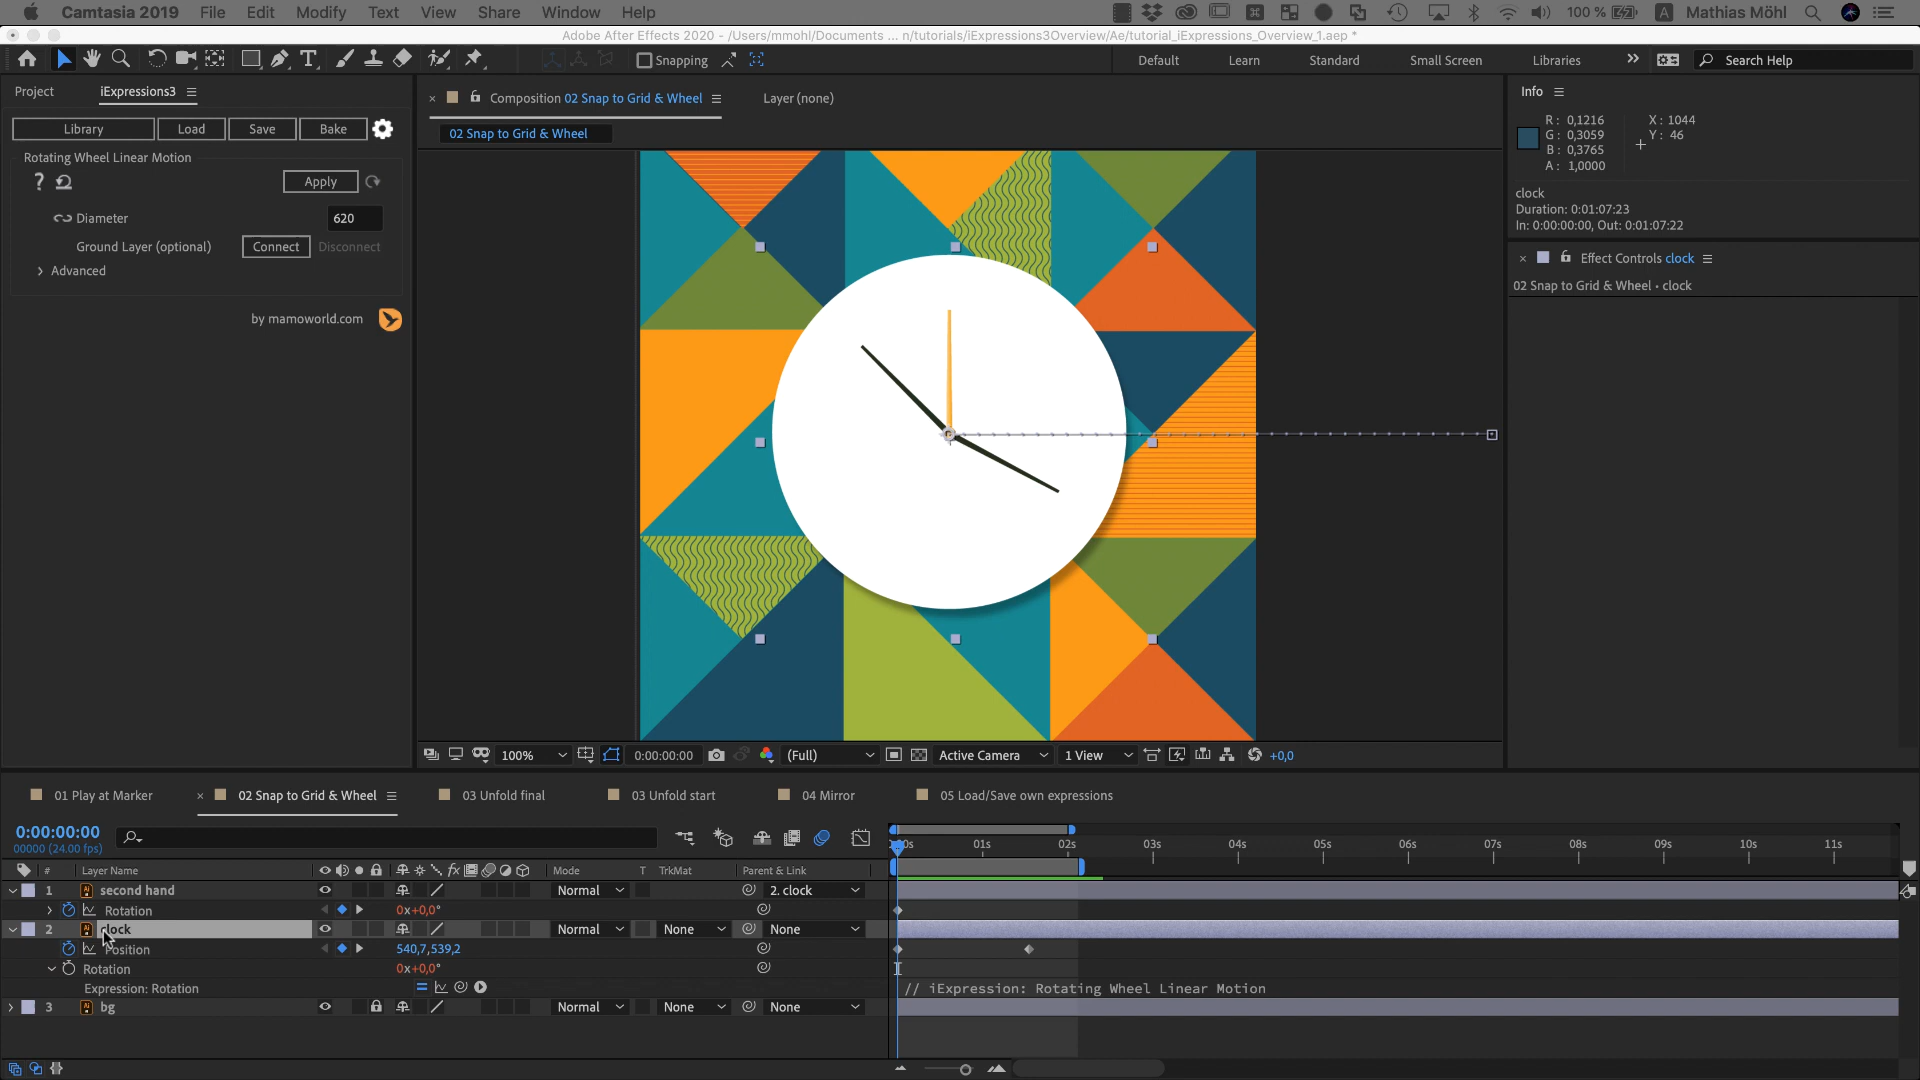 Camtasia 2019 File Edit Modify Text View Share Window Help 100 % A Mathias Möhl
Adobe After Effects 2020 - /Users/mmohl/Documents ... n/tutorials/iExpressions3Overview/Ae/tutorial_iExpressions_Overview_1.aep *
Snapping Default Learn Standard Small Screen Libraries Search Help
Project iExpressions3
Library Load Save Bake
Rotating Wheel Linear Motion
? Apply
Diameter 620
Ground Layer (optional) Connect Disconnect
Advanced
by mamoworld.com
Composition 02 Snap to Grid & Wheel Layer (none)
02 Snap to Grid & Wheel
100% 0:00:00:00 (Full) Active Camera 1 View +0,0
Info
R: 0,1216 X: 1044
G: 0,3059 Y: 46
B: 0,3765
A: 1,0000
clock
Duration: 0:01:07:23
In: 0:00:00:00, Out: 0:01:07:22
Effect Controls clock
02 Snap to Grid & Wheel • clock
01 Play at Marker 02 Snap to Grid & Wheel 03 Unfold final 03 Unfold start 04 Mirror 05 Load/Save own expressions
0:00:00:00
00000 (24.00 fps)
01s 02s 03s 04s 05s 06s 07s 08s 09s 10s 11s
# Layer Name fx Mode T TrkMat Parent & Link
1 second hand Normal 2. clock
Rotation 0x+0,0°
2 clock Normal None None
Position 540,7,539,2
Rotation 0x+0,0°
Expression: Rotation // iExpression: Rotating Wheel Linear Motion
3 bg Normal None None